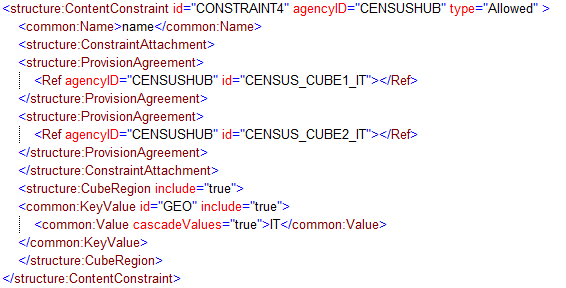 <structure:ContentConstraint id="CONSTRAINT4" agencyID="CENSUSHUB" type="Allowed" >
<common:Name>name</common:Name>
<structure:ConstraintAttachment>
<structure:ProvisionAgreement>
<Ref agencyID="CENSUSHUB" id="CENSUS_CUBE1_IT"></Ref>
</structure:ProvisionAgreement>
<structure:ProvisionAgreement>
<Ref agencyID="CENSUSHUB" id="CENSUS_CUBE2_IT"></Ref>
</structure:ProvisionAgreement>
</structure:ConstraintAttachment>
<structure:CubeRegion include="true">
<common:KeyValue id="GEO" include="true">
<common:Value cascadeValues="true">IT</common:Value>
</common:KeyValue>
</structure:CubeRegion>
</structure:ContentConstraint>